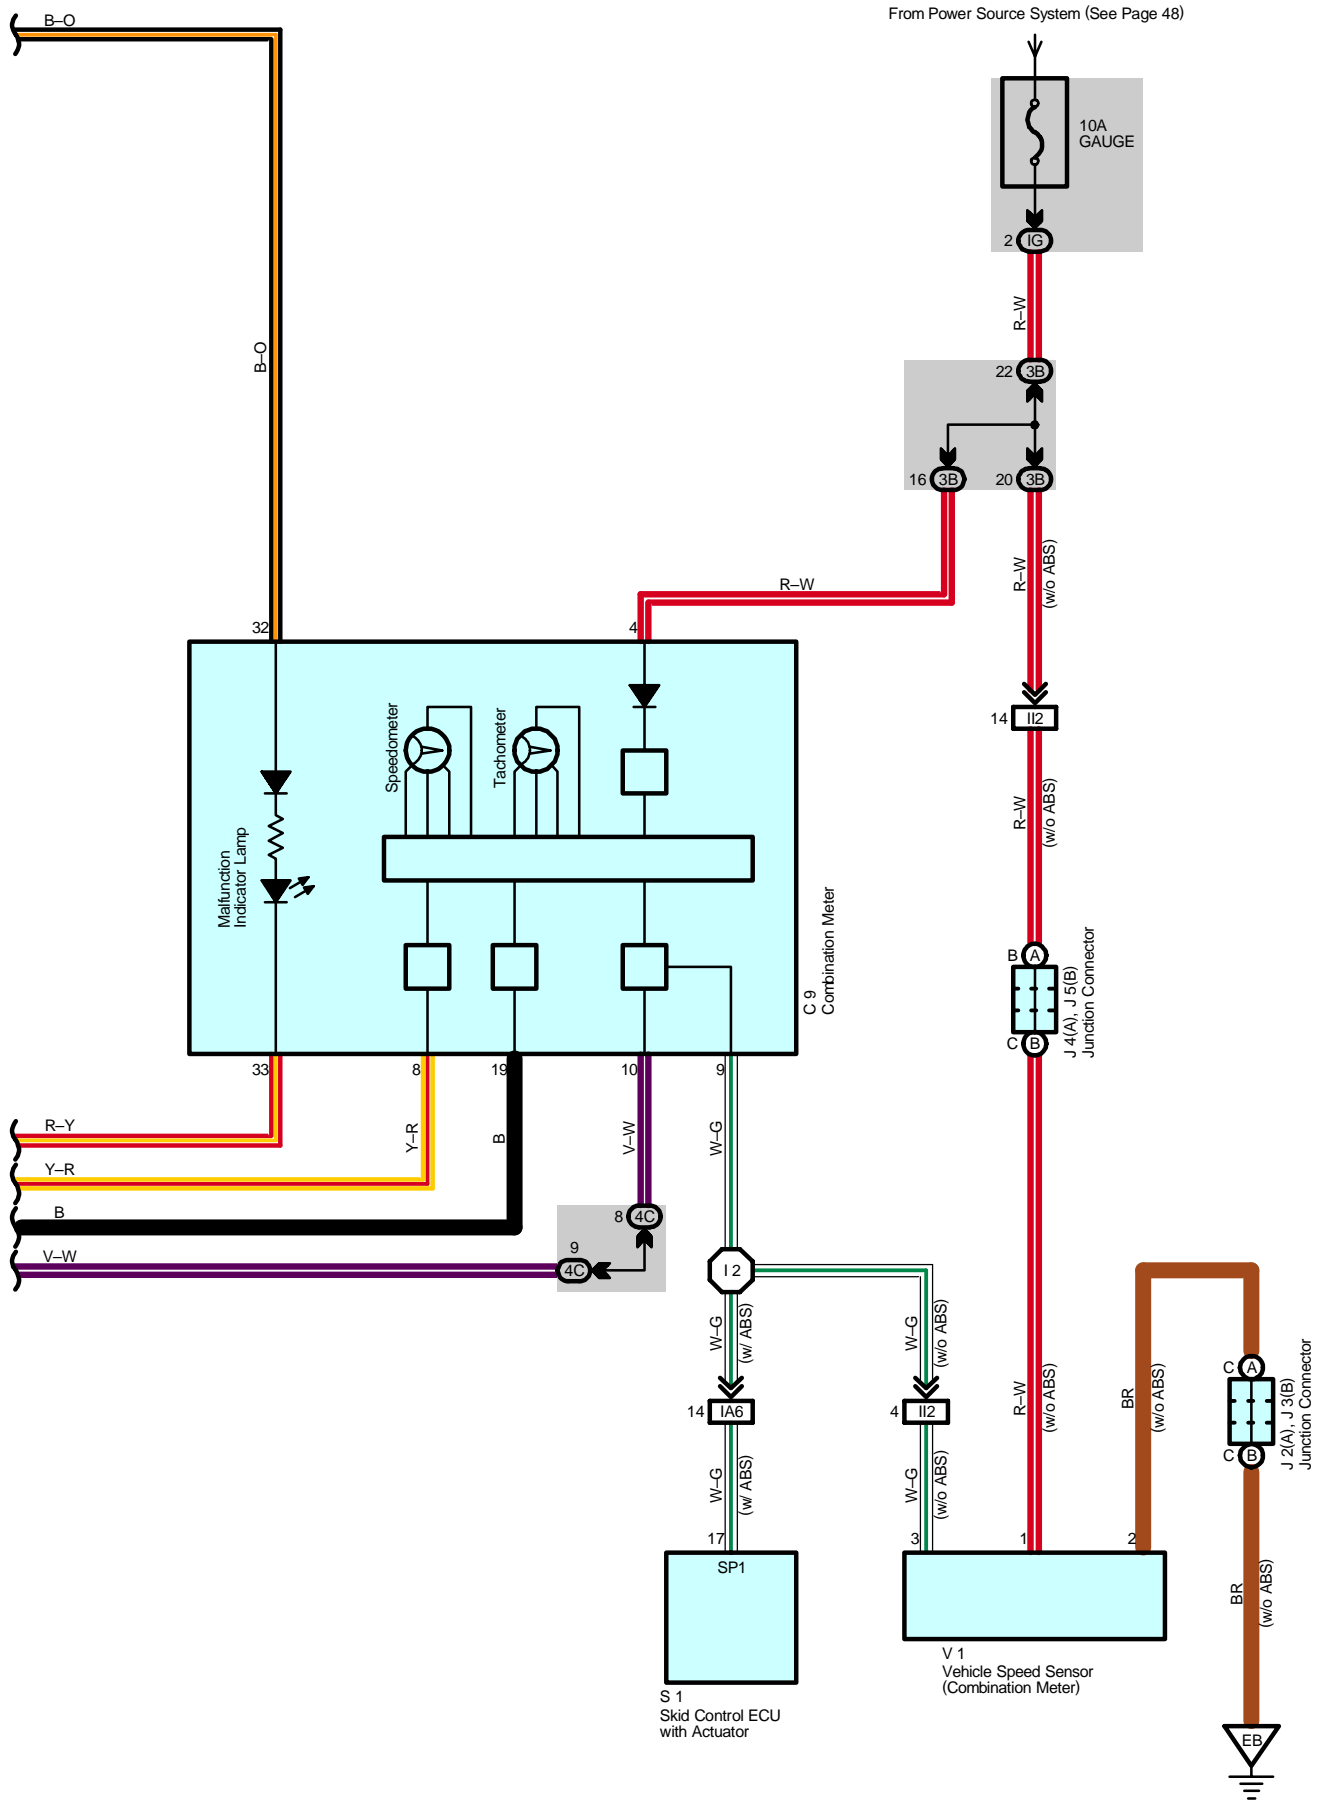 From Power Source System (See Page 48)
B–O
10A
GAUGE
2
IG
R–W
B–O
22
3B
16
3B
20
3B
R–W
(w/o ABS)
R–W
32
4
14
II2
Speedometer
Tachometer
R–W
(w/o ABS)
Malfunction
Indicator Lamp
C 9
Combination Meter
B
A
J 4(A), J 5(B)
Junction Connector
C
B
33
8
19
10
9
R–Y
Y–R
B
V–W
W–G
Y–R
B
8
4C
V–W
9
4C
I 2
W–G
(w/ ABS)
W–G
(w/o ABS)
R–W
(w/o ABS)
BR
(w/o ABS)
C
A
J 2(A), J 3(B)
Junction Connector
C
B
14
IA6
4
II2
W–G
(w/ ABS)
W–G
(w/o ABS)
17
3
1
2
SP1
BR
(w/o ABS)
V 1
Vehicle Speed Sensor
(Combination Meter)
S 1
Skid Control ECU
with Actuator
EB